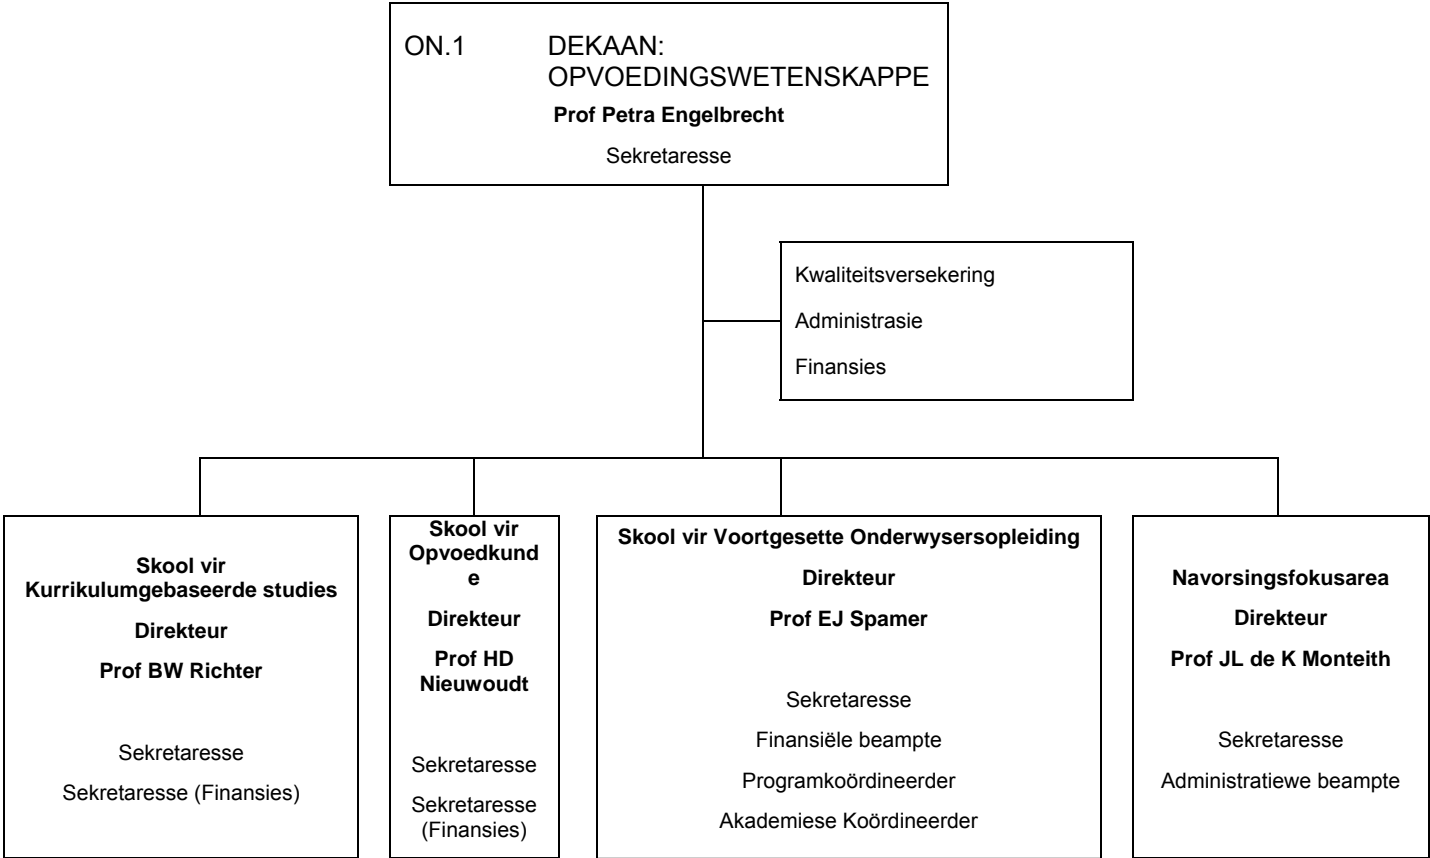 ON.1 DEKAAN:
OPVOEDINGSWETENSKAPPE
Prof Petra Engelbrecht
Sekretaresse
Kwaliteitsversekering
Administrasie
Finansies
Skool vir
Kurrikulumgebaseerde studies
Direkteur
Prof BW Richter
Sekretaresse
Sekretaresse (Finansies)
Skool vir
Opvoedkund
e
Direkteur
Prof HD
Nieuwoudt
Sekretaresse
Sekretaresse
(Finansies)
Skool vir Voortgesette Onderwysersopleiding
Direkteur
Prof EJ Spamer
Sekretaresse
Finansiële beampte
Programkoördineerder
Akademiese Koördineerder
Navorsingsfokusarea
Direkteur
Prof JL de K Monteith
Sekretaresse
Administratiewe beampte